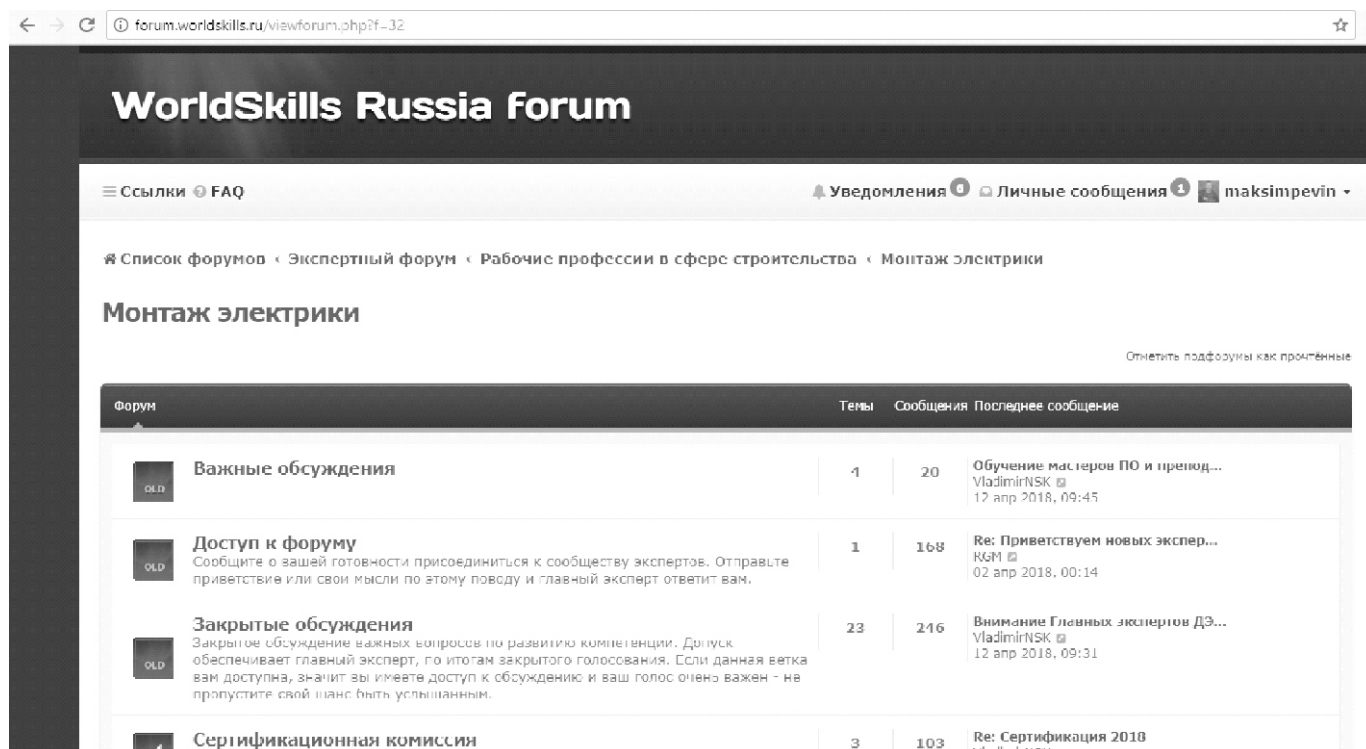 forum.worldskills.ru/viewforum.php?f=32
WorldSkills Russia forum
Ссылки FAQ
Уведомления 0 Личные сообщения 1 maksimpevin
Список форумов ‹ Экспертный форум ‹ Рабочие профессии в сфере строительства ‹ Монтаж электрики
Монтаж электрики
Отметить подфорумы как прочтённые
Форум Темы Сообщения Последнее сообщение
OLD Важные обсуждения 4 20 Обучение мастеров ПО и препод...
VladimirNSK
12 апр 2018, 09:45
Доступ к форуму 1 168 Re: Приветствуем новых экспер...
OLD Сообщите о вашей готовности присоединиться к сообществу экспертов. Отправьте RGM
приветствие или свои мысли по этому поводу и главный эксперт ответит вам. 02 апр 2018, 00:14
Закрытые обсуждения 23 246 Внимание Главных экспертов ДЭ...
Закрытое обсуждение важных вопросов по развитию компетенции. Допуск VladimirNSK
OLD обеспечивает главный эксперт, по итогам закрытого голосования. Если данная ветка 12 апр 2018, 09:31
вам доступна, значит вы имеете доступ к обсуждению и ваш голос очень важен - не
пропустите свой шанс быть услышанным.
Сертификационная комиссия 3 103 Re: Сертификация 2018